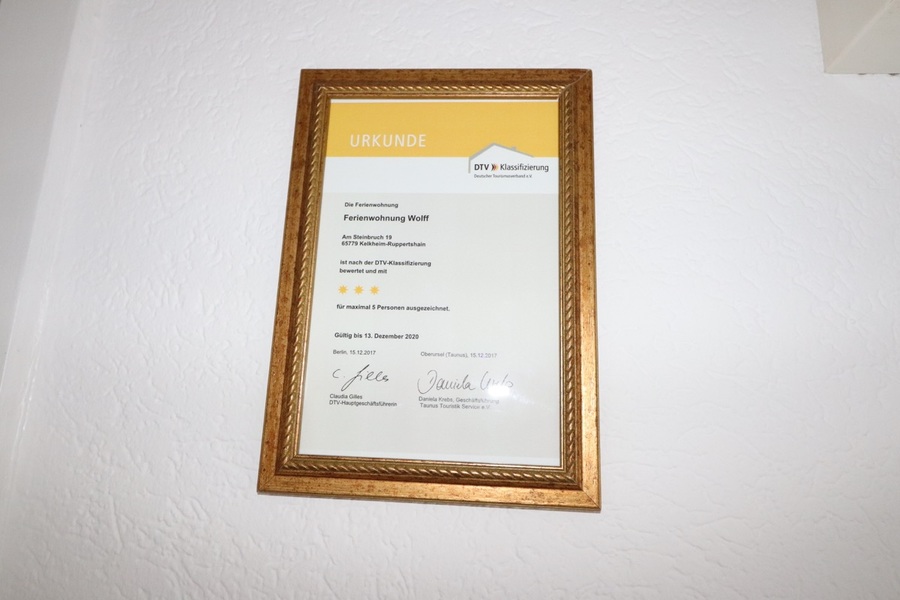 URKUNDE
DTV Klassifizierung
Deutscher Tourismusverband e.V.
Die Ferienwohnung
Ferienwohnung Wolff
Am Steinbruch 19
65779 Kelkheim-Ruppertshain
ist nach der DTV-Klassifizierung
bewertet und mit
für maximal 5 Personen ausgezeichnet.
Gültig bis 13. Dezember 2020
Berlin, 15.12.2017
Oberursel (Taunus), 15.12.2017
C. Gilles
Daniela
Claudia Gilles
DTV-Hauptgeschäftsführerin
Daniela Krebs, Geschäftsführung
Taunus Touristik Service e.V.